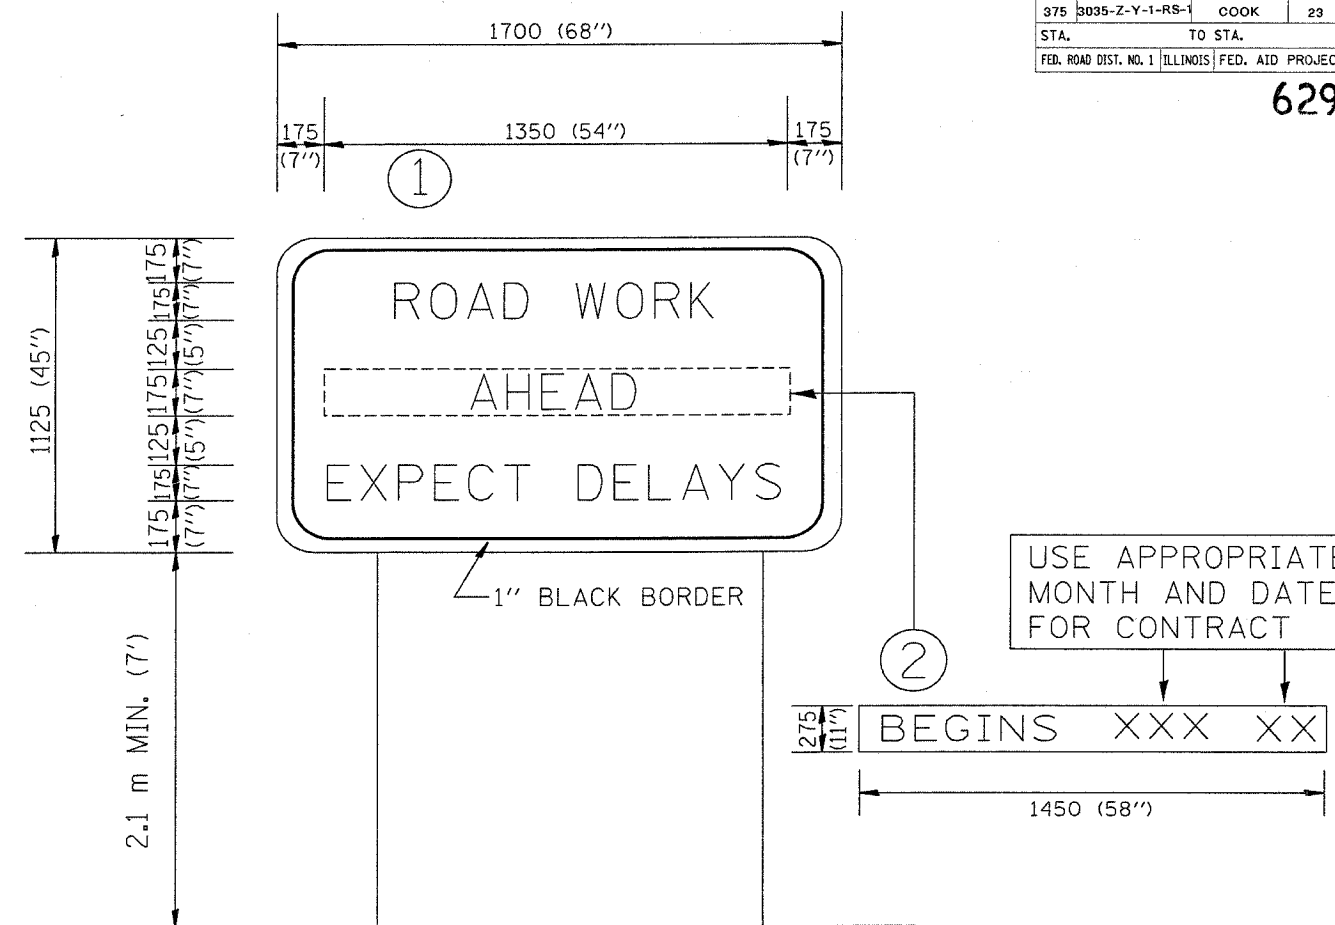 375 3035-Z-Y-1-RS-1 COOK 23
STA. TO STA.
FED. ROAD DIST. NO. 1 ILLINOIS FED. AID PROJEC
629
1700 (68")
175 (7")
1350 (54")
175 (7")
1
1125 (45")
175 (7")
175 (7")
125 (5")
175 (7")
125 (5")
175 (7")
175 (7")
ROAD WORK
AHEAD
EXPECT DELAYS
1" BLACK BORDER
2.1 m MIN. (7')
2
USE APPROPRIATE
MONTH AND DATE
FOR CONTRACT
275 (11")
BEGINS XXX XX
1450 (58")